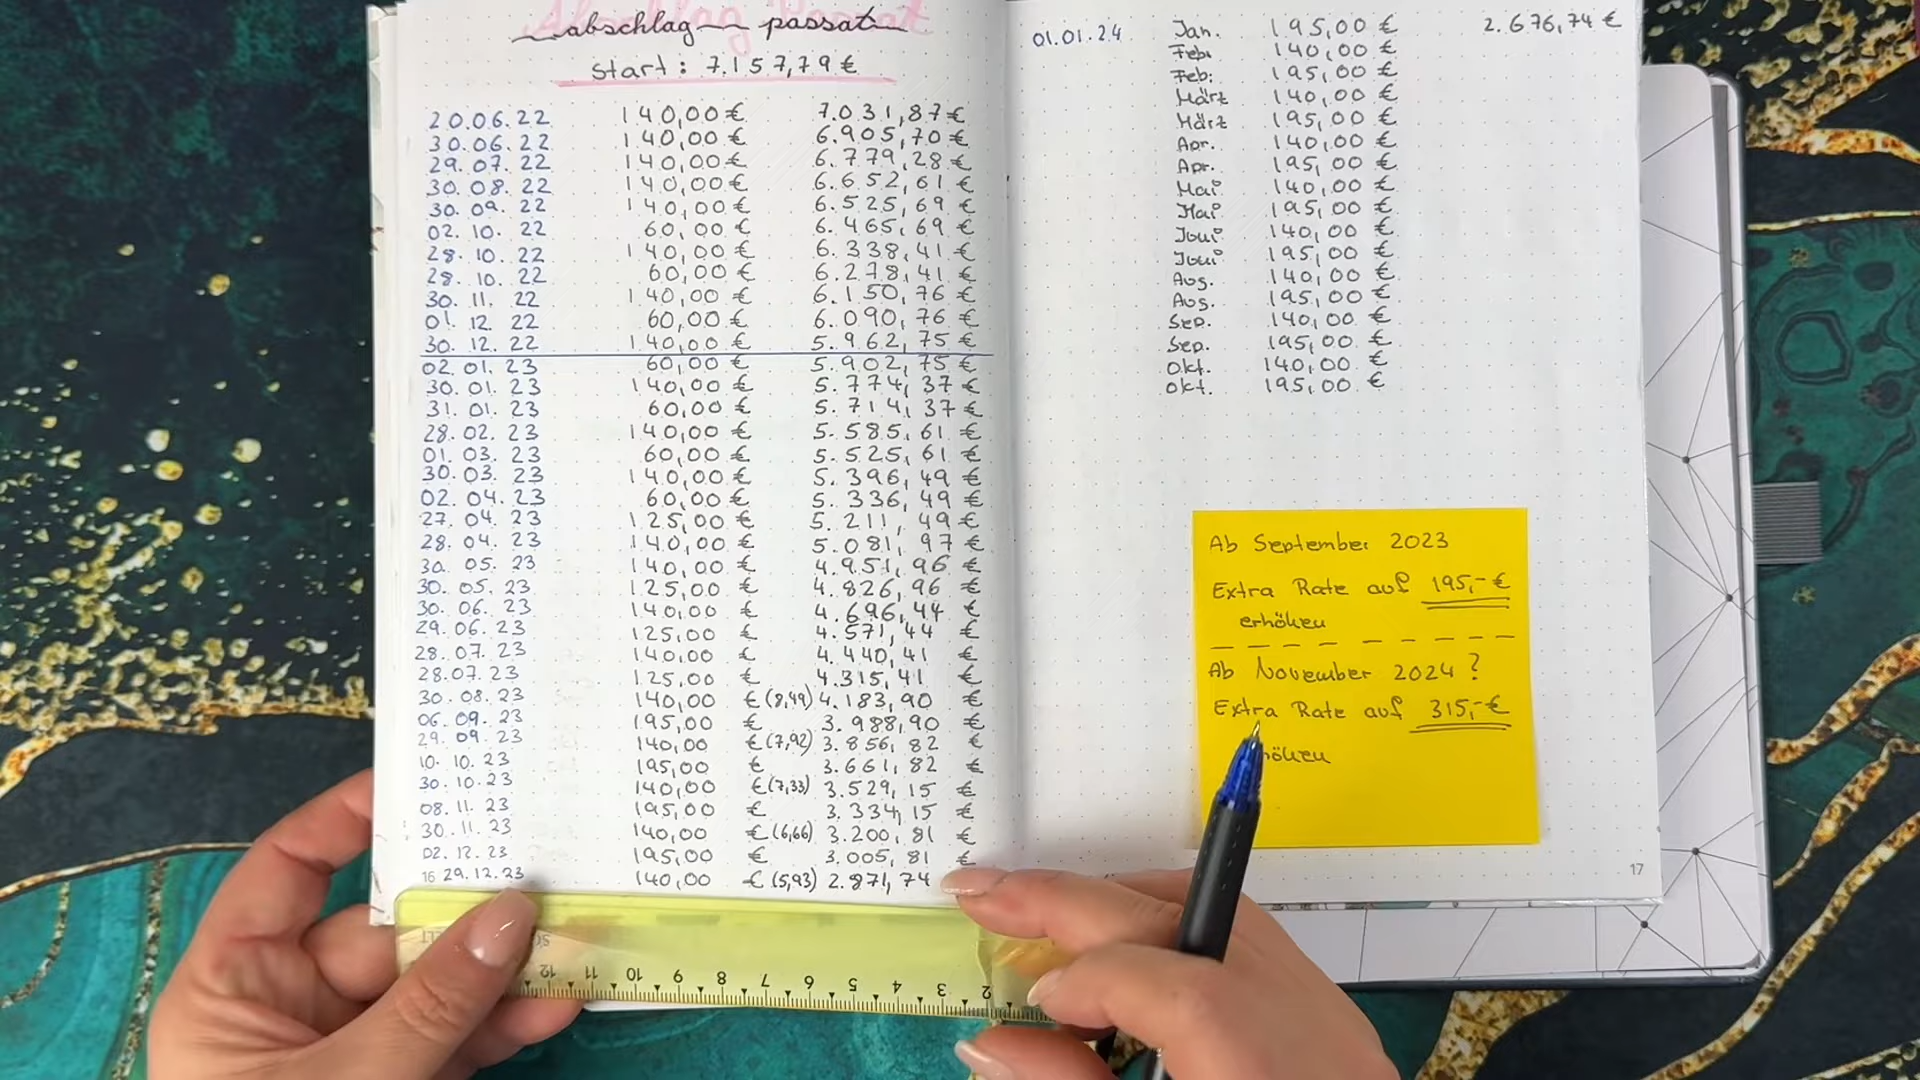 abschlag passat
Start: 7.157,79 €
20.06.22 140,00 € 7.031,87 €
30.06.22 140,00 € 6.905,70 €
29.07.22 140,00 € 6.779,28 €
30.08.22 140,00 € 6.652,61 €
30.09.22 140,00 € 6.525,69 €
02.10.22 60,00 € 6.465,69 €
28.10.22 140,00 € 6.338,41 €
28.10.22 60,00 € 6.278,41 €
30.11.22 140,00 € 6.150,76 €
01.12.22 60,00 € 6.090,76 €
30.12.22 140,00 € 5.962,75 €
02.01.23 60,00 € 5.902,75 €
30.01.23 140,00 € 5.774,37 €
31.01.23 60,00 € 5.714,37 €
28.02.23 140,00 € 5.585,61 €
01.03.23 60,00 € 5.525,61 €
30.03.23 140,00 € 5.396,49 €
02.04.23 60,00 € 5.336,49 €
27.04.23 125,00 € 5.211,49 €
28.04.23 140,00 € 5.081,97 €
30.05.23 140,00 € 4.951,96 €
30.05.23 125,00 € 4.826,96 €
30.06.23 140,00 € 4.696,44 €
29.06.23 125,00 € 4.571,44 €
28.07.23 140,00 € 4.440,41 €
28.07.23 125,00 € 4.315,41 €
30.08.23 140,00 € (8,49) 4.183,90 €
06.09.23 195,00 € 3.988,90 €
29.09.23 140,00 € (7,92) 3.856,82 €
10.10.23 195,00 € 3.661,82 €
30.10.23 140,00 € (7,33) 3.529,15 €
08.11.23 195,00 € 3.334,15 €
30.11.23 140,00 € (6,66) 3.200,81 €
02.12.23 195,00 € 3.005,81 €
16 29.12.23 140,00 € (5,93) 2.871,74
01.01.24 Jan. 195,00 € 2.676,74 €
Feb. 140,00 €
Feb. 195,00 €
März 140,00 €
März 195,00 €
Apr. 140,00 €
Apr. 195,00 €
Mai 140,00 €
Mai 195,00 €
Juni 140,00 €
Juni 195,00 €
Aug. 140,00 €
Aug. 195,00 €
Sep. 140,00 €
Sep. 195,00 €
Okt. 140,00 €
Okt. 195,00 €
Ab September 2023
Extra Rate auf 195,-€
erhöhen
Ab November 2024?
Extra Rate auf 315,-€
höhen
17
12 11 10 9 8 7 6 5 4 3 2